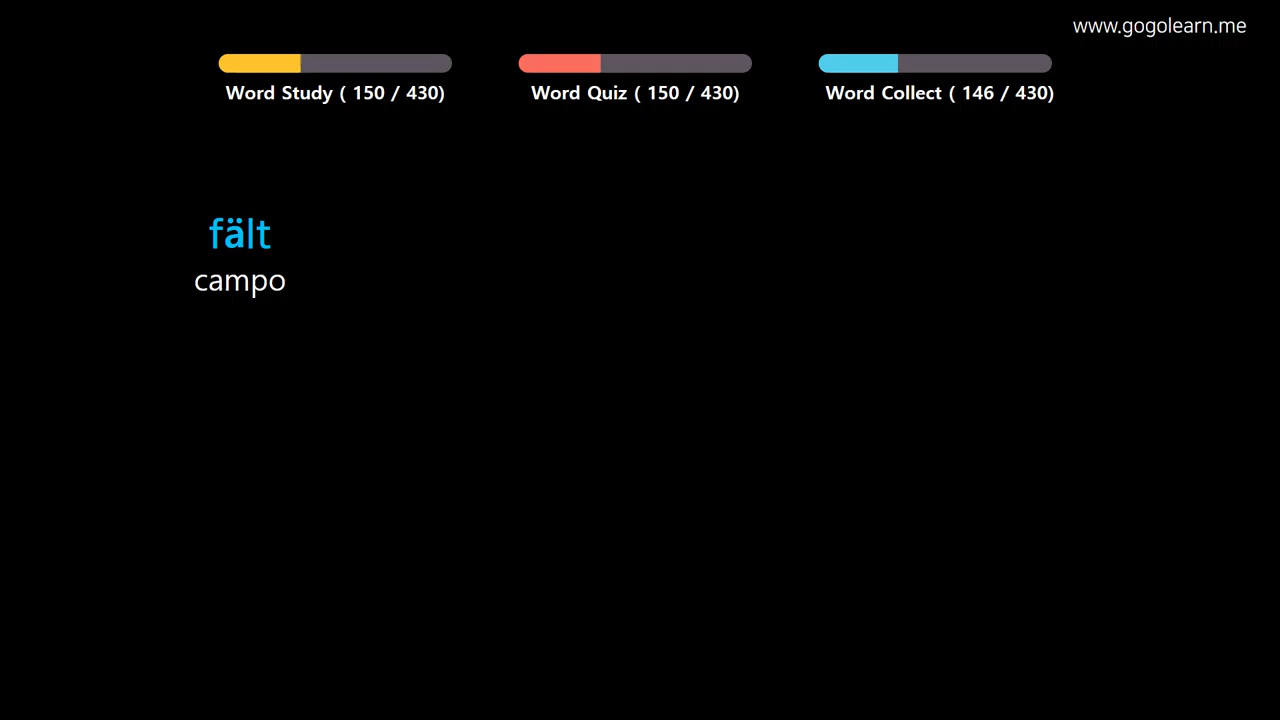 www.gogolearn.me
Word Study ( 150 / 430)
Word Quiz ( 150 / 430)
Word Collect ( 146 / 430)
fält
campo